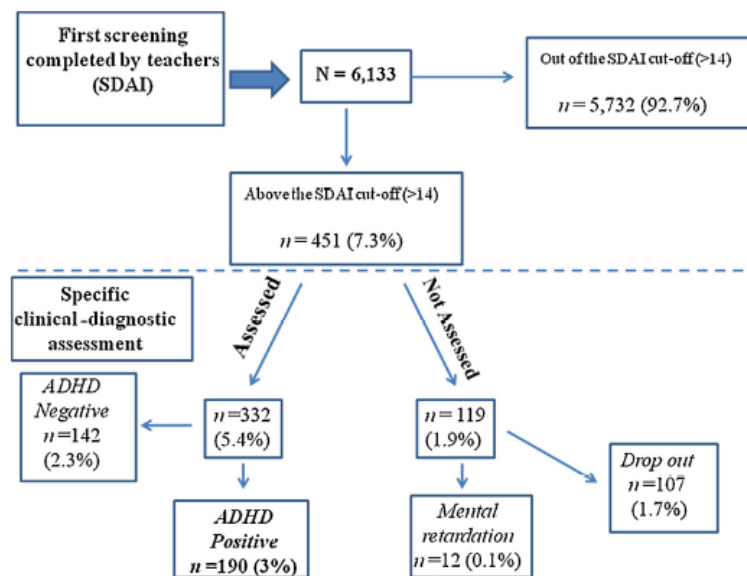 First screening
completed by teachers
(SDAI)
N = 6,133
Out of the SDAI cut-off (>14)
n = 5,732 (92.7%)
Above the SDAI cut-off (>14)
n = 451 (7.3%)
Specific
clinical-diagnostic
assessment
Assessed
Not Assessed
ADHD
Negative
n=142
(2.3%)
n=332
(5.4%)
n= 119
(1.9%)
Drop out
n=107
(1.7%)
ADHD
Positive
n=190 (3%)
Mental
retardation
n=12 (0.1%)